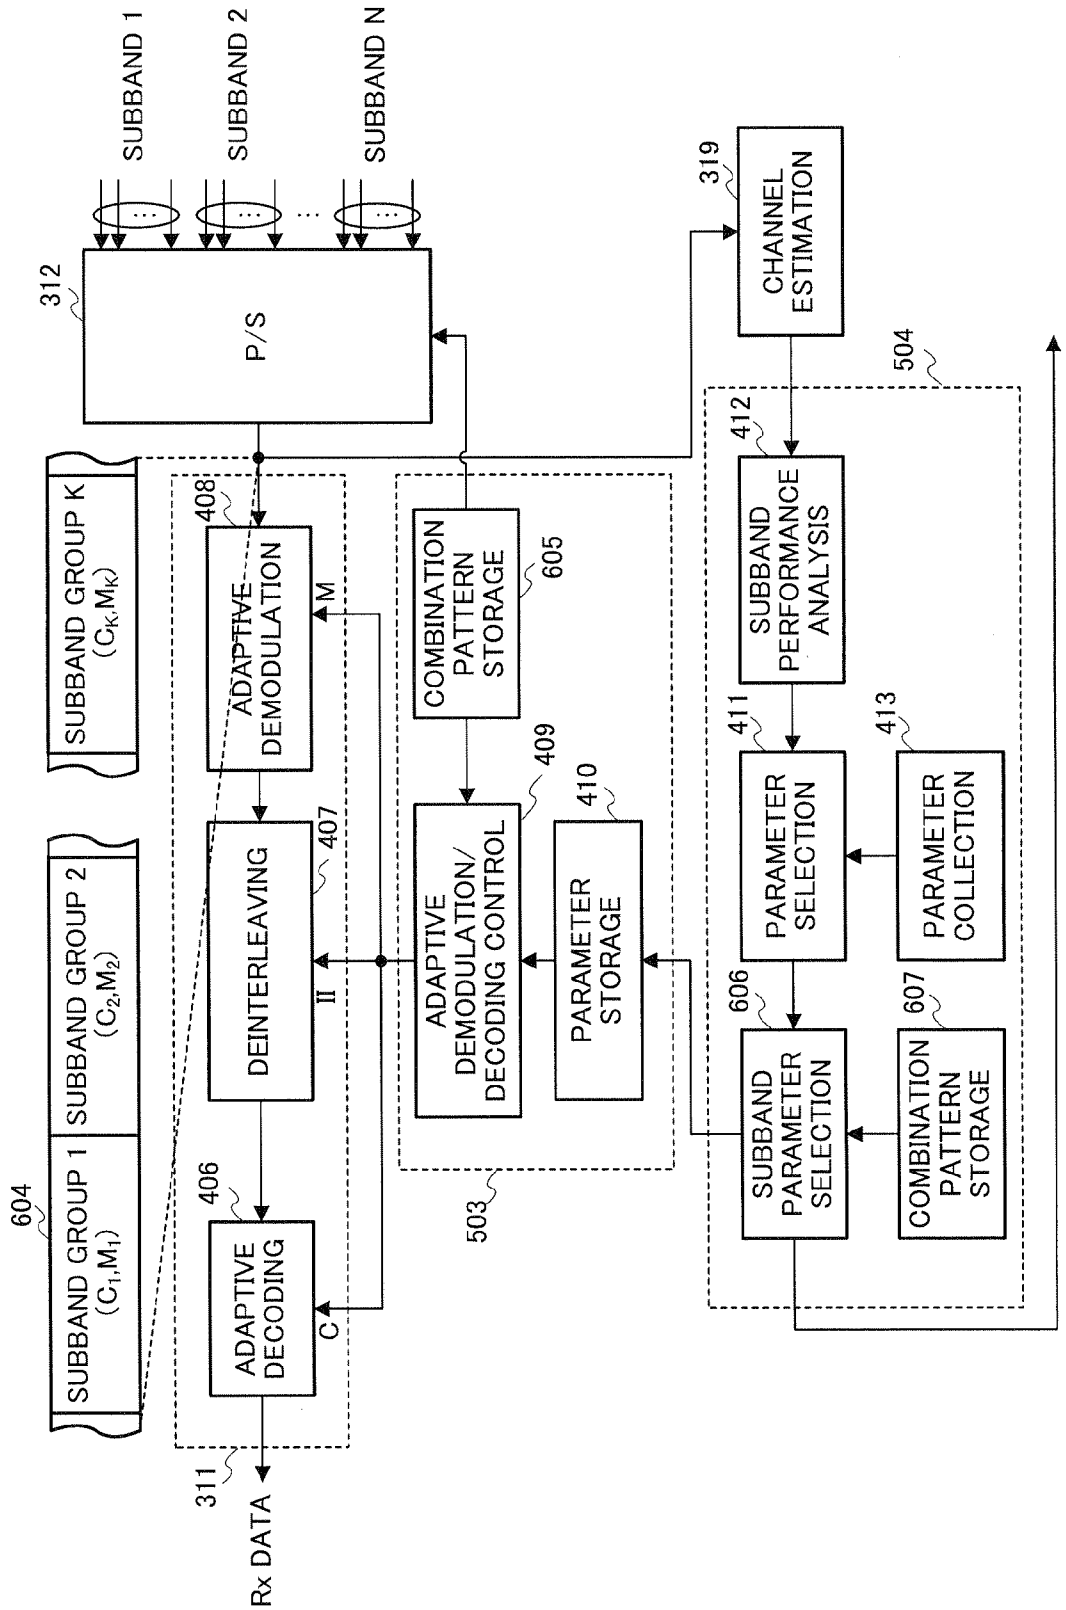 604
SUBBAND GROUP 1
(C1,M1)
SUBBAND GROUP 2
(C2,M2)
SUBBAND GROUP K
(CK,MK)
312
P/S
SUBBAND 1
...
SUBBAND 2
...
...
SUBBAND N
...
Rx DATA
311
406
ADAPTIVE
DECODING
C
DEINTERLEAVING
407
Π
408
ADAPTIVE
DEMODULATION
M
503
ADAPTIVE
DEMODULATION/
DECODING CONTROL
409
COMBINATION
PATTERN
STORAGE
605
PARAMETER
STORAGE
410
319
CHANNEL
ESTIMATION
504
606
SUBBAND
PARAMETER
SELECTION
411
PARAMETER
SELECTION
412
SUBBAND
PERFORMANCE
ANALYSIS
607
COMBINATION
PATTERN
STORAGE
413
PARAMETER
COLLECTION